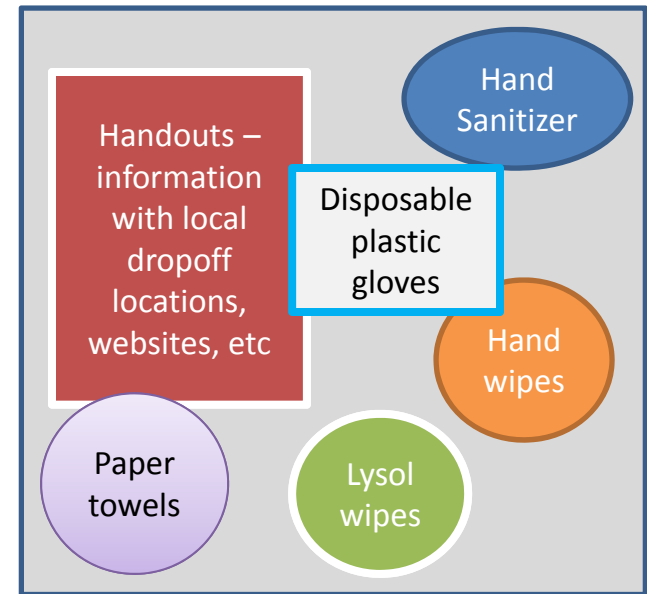 Hand
Sanitizer
Handouts –
information
with local
dropoff
locations,
websites, etc
Disposable
plastic
gloves
Hand
wipes
Paper
towels
Lysol
wipes